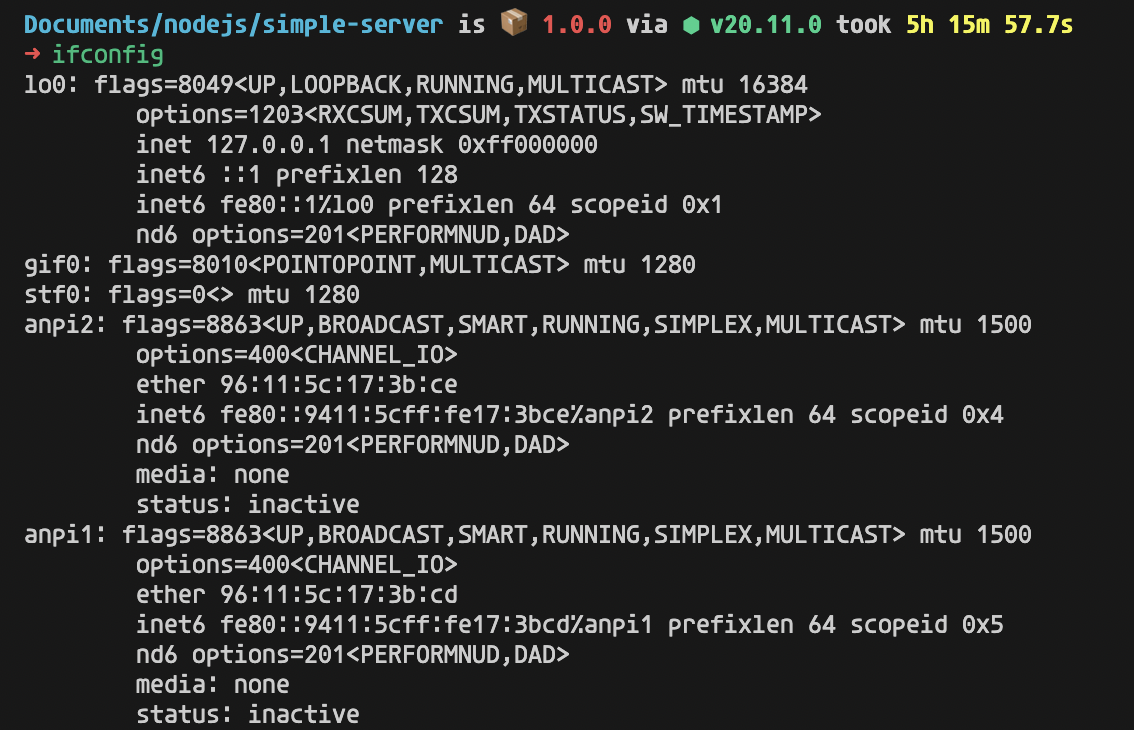 Documents/nodejs/simple-server is 📦 1.0.0 via ⬢ v20.11.0 took 5h 15m 57.7s
→ ifconfig
lo0: flags=8049<UP,LOOPBACK,RUNNING,MULTICAST> mtu 16384
options=1203<RXCSUM,TXCSUM,TXSTATUS,SW_TIMESTAMP>
inet 127.0.0.1 netmask 0xff000000
inet6 ::1 prefixlen 128
inet6 fe80::1%lo0 prefixlen 64 scopeid 0x1
nd6 options=201<PERFORMNUD,DAD>
gif0: flags=8010<POINTOPOINT,MULTICAST> mtu 1280
stf0: flags=0<> mtu 1280
anpi2: flags=8863<UP,BROADCAST,SMART,RUNNING,SIMPLEX,MULTICAST> mtu 1500
options=400<CHANNEL_IO>
ether 96:11:5c:17:3b:ce
inet6 fe80::9411:5cff:fe17:3bce%anpi2 prefixlen 64 scopeid 0x4
nd6 options=201<PERFORMNUD,DAD>
media: none
status: inactive
anpi1: flags=8863<UP,BROADCAST,SMART,RUNNING,SIMPLEX,MULTICAST> mtu 1500
options=400<CHANNEL_IO>
ether 96:11:5c:17:3b:cd
inet6 fe80::9411:5cff:fe17:3bcd%anpi1 prefixlen 64 scopeid 0x5
nd6 options=201<PERFORMNUD,DAD>
media: none
status: inactive